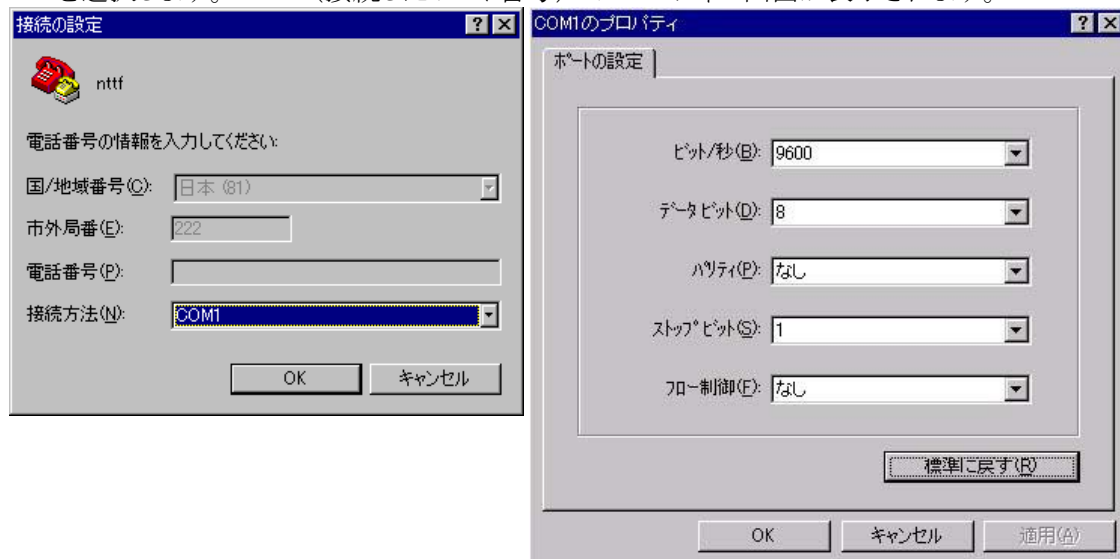 接続の設定
nttf
電話番号の情報を入力してください:
国/地域番号(C): 日本 (81)
市外局番(E): 222
電話番号(P):
接続方法(N): COM1
OK キャンセル
COM1のプロパティ
ポートの設定
ビット/秒(B): 9600
データ ビット(D): 8
パリティ(P): なし
ストップ ビット(S): 1
フロー制御(F): なし
標準に戻す(R)
OK キャンセル 適用(A)